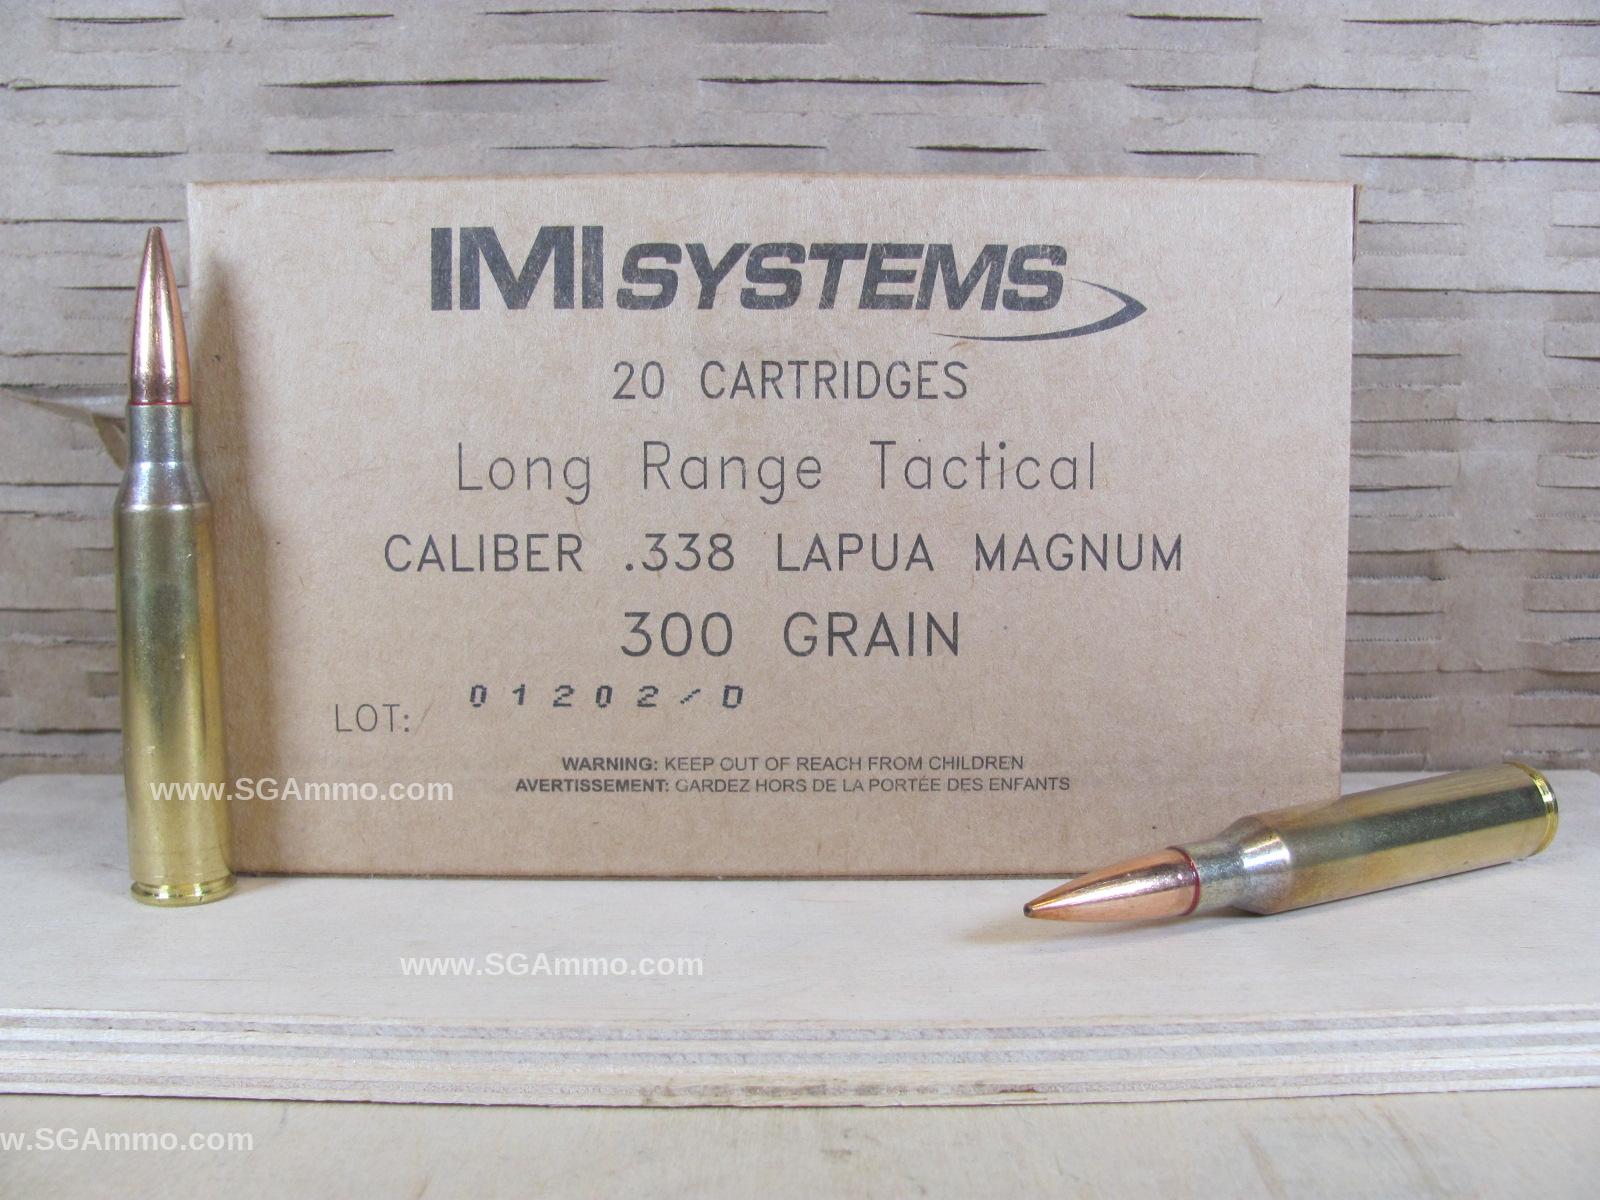 IMI SYSTEMS
20 CARTRIDGES
Long Range Tactical
CALIBER .338 LAPUA MAGNUM
300 GRAIN
LOT: 01202/D
WARNING: KEEP OUT OF REACH FROM CHILDREN
AVERTISSEMENT: GARDEZ HORS DE LA PORTÉE DES ENFANTS
www.SGAmmo.com
www.SGAmmo.com
w.SGAmmo.com